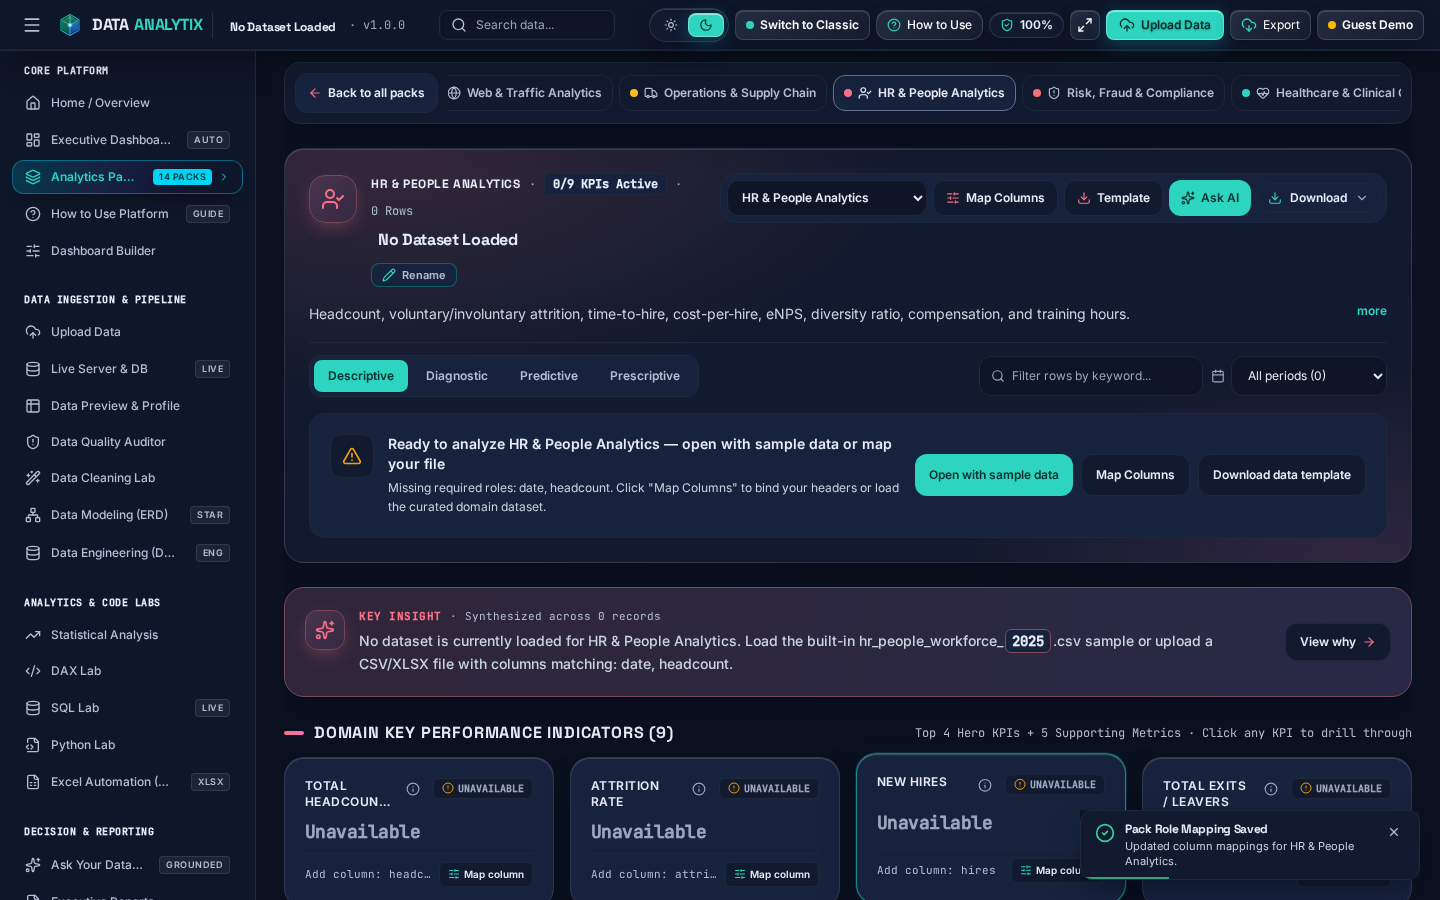 DATA ANALYTIX
No Dataset Loaded · v1.0.0
Search data...
Switch to Classic
How to Use
100%
Upload Data
Export
Guest Demo
CORE PLATFORM
Home / Overview
Executive Dashboa... AUTO
Analytics Pa... 14 PACKS
How to Use Platform GUIDE
Dashboard Builder
DATA INGESTION & PIPELINE
Upload Data
Live Server & DB LIVE
Data Preview & Profile
Data Quality Auditor
Data Cleaning Lab
Data Modeling (ERD) STAR
Data Engineering (D... ENG
ANALYTICS & CODE LABS
Statistical Analysis
DAX Lab
SQL Lab LIVE
Python Lab
Excel Automation (... XLSX
DECISION & REPORTING
Ask Your Data... GROUNDED
Back to all packs
Web & Traffic Analytics
Operations & Supply Chain
HR & People Analytics
Risk, Fraud & Compliance
Healthcare & Clinical
HR & PEOPLE ANALYTICS · 0/9 KPIs Active ·
0 Rows
No Dataset Loaded
Rename
HR & People Analytics
Map Columns
Template
Ask AI
Download
Headcount, voluntary/involuntary attrition, time-to-hire, cost-per-hire, eNPS, diversity ratio, compensation, and training hours.
more
Descriptive
Diagnostic
Predictive
Prescriptive
Filter rows by keyword...
All periods (0)
Ready to analyze HR & People Analytics — open with sample data or map
your file
Missing required roles: date, headcount. Click "Map Columns" to bind your headers or load
the curated domain dataset.
Open with sample data
Map Columns
Download data template
KEY INSIGHT · Synthesized across 0 records
No dataset is currently loaded for HR & People Analytics. Load the built-in hr_people_workforce_2025.csv sample or upload a
CSV/XLSX file with columns matching: date, headcount.
View why
DOMAIN KEY PERFORMANCE INDICATORS (9)
Top 4 Hero KPIs + 5 Supporting Metrics · Click any KPI to drill through
TOTAL
HEADCOUN...
UNAVAILABLE
Unavailable
Add column: headc…
Map column
ATTRITION
RATE
UNAVAILABLE
Unavailable
Add column: attri…
Map column
NEW HIRES
UNAVAILABLE
Unavailable
Add column: hires
Map colu
TOTAL EXITS
/ LEAVERS
UNAVAILABLE
Pack Role Mapping Saved
Updated column mappings for HR & People
Analytics.